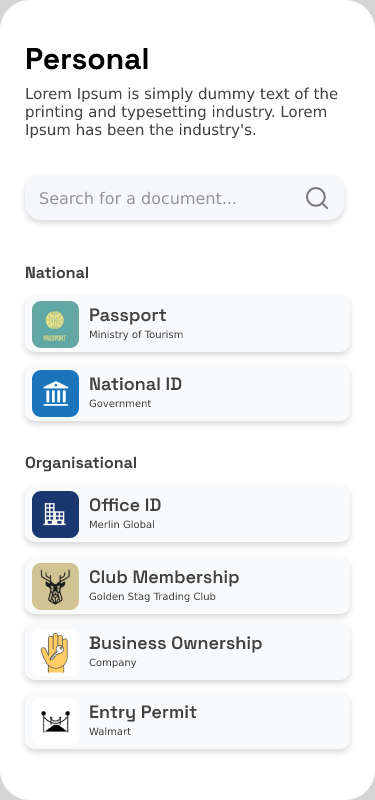 Personal
Lorem Ipsum is simply dummy text of the
printing and typesetting industry. Lorem
Ipsum has been the industry's.
Search for a document...
National
PASSPORT
Passport
Ministry of Tourism
National ID
Government
Organisational
Office ID
Merlin Global
Club Membership
Golden Stag Trading Club
Business Ownership
Company
Entry Permit
Walmart